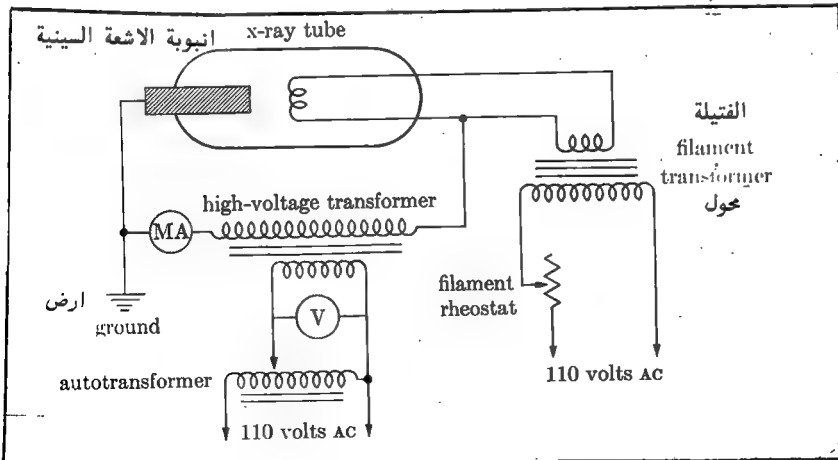 انبوبة الاشعة السينية
x-ray tube
الفتيلة
filament
transformer
محول
high-voltage transformer
MA
filament
rheostat
ارض
ground
V
autotransformer
110 volts AC
110 volts AC